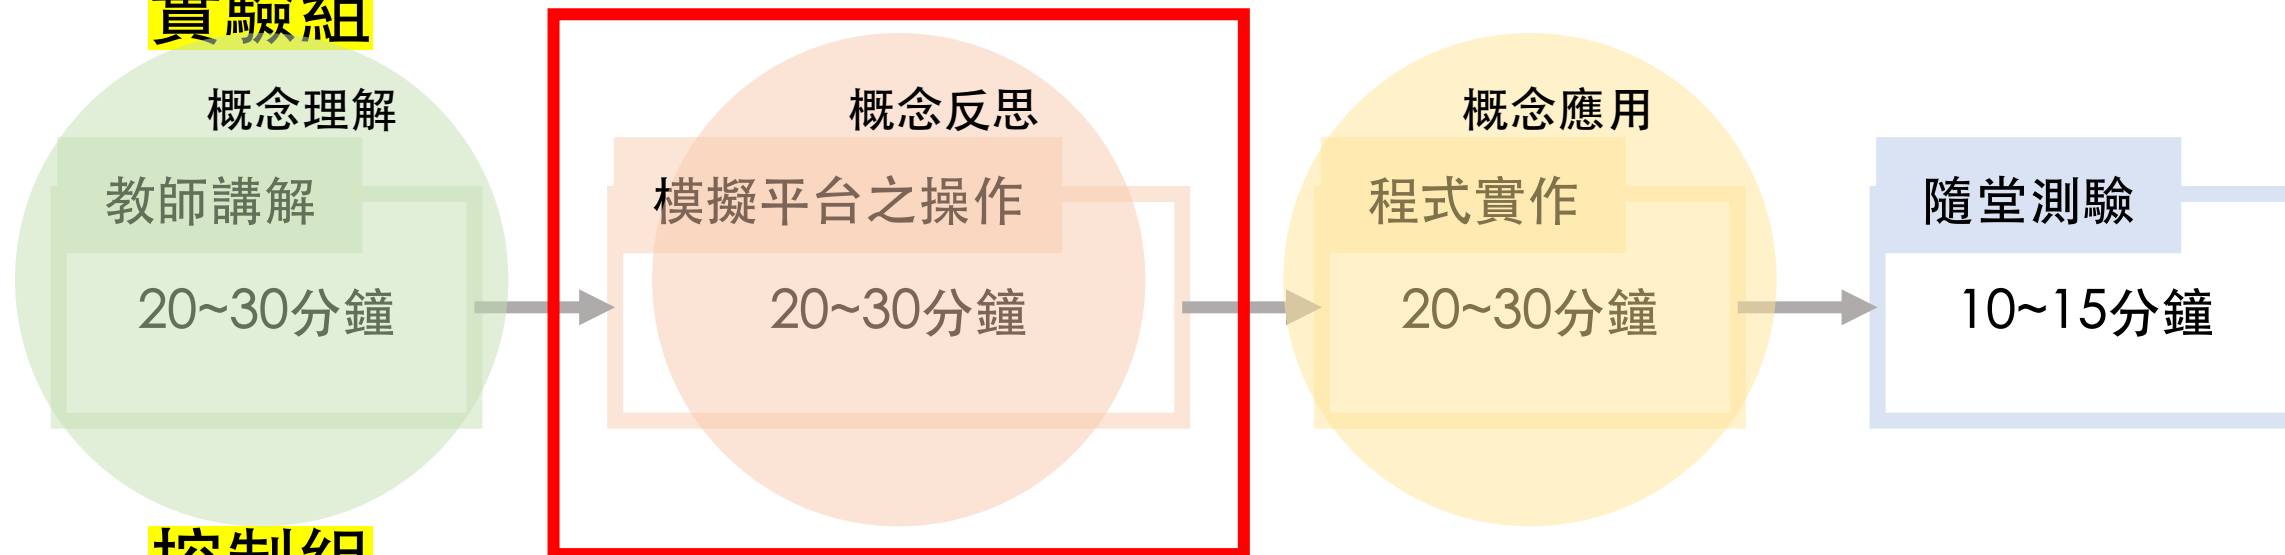 實驗組
概念理解
概念反思
概念應用
教師講解
模擬平台之操作
程式實作
隨堂測驗
20~30分鐘
20~30分鐘
20~30分鐘
10~15分鐘
控制組